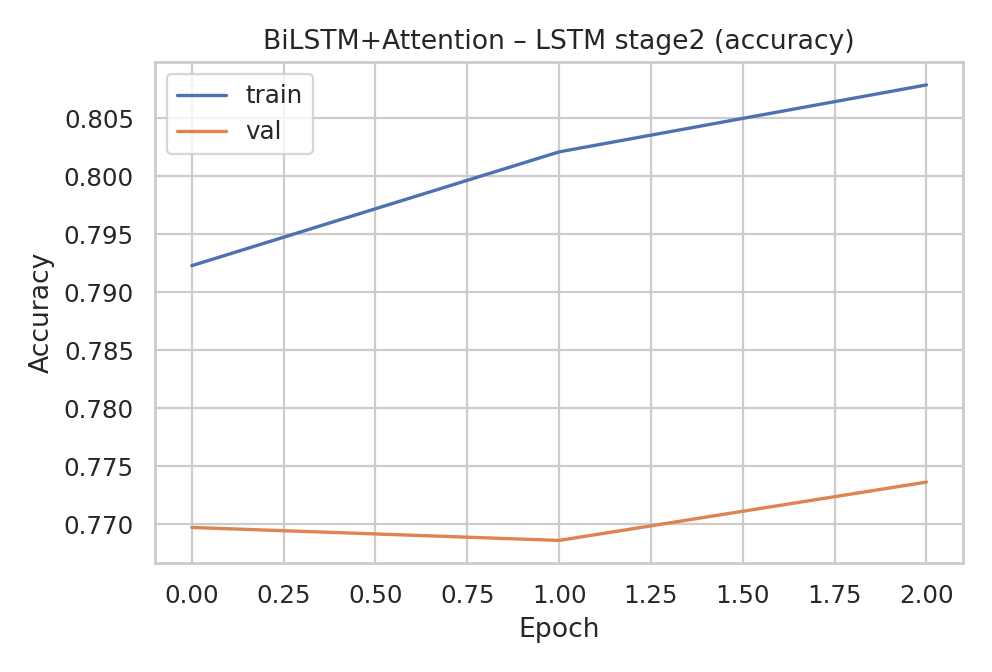 BiLSTM+Attention – LSTM stage2 (accuracy)
train
val
0.805
0.800
0.795
0.790
0.785
0.780
0.775
0.770
Accuracy
0.00 0.25 0.50 0.75 1.00 1.25 1.50 1.75 2.00
Epoch